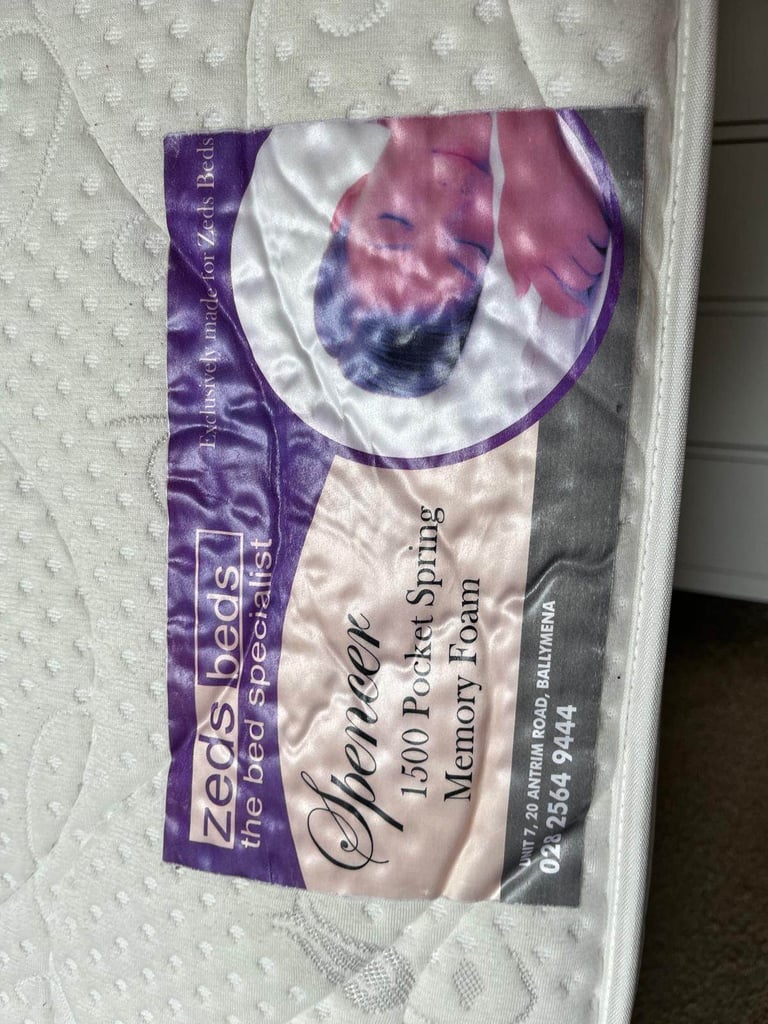 zeds beds
the bed specialist
Exclusively made for Zeds Beds
Spencer
1500 Pocket Spring
Memory Foam
UNIT 7, 20 ANTRIM ROAD, BALLYMENA
028 2564 9444